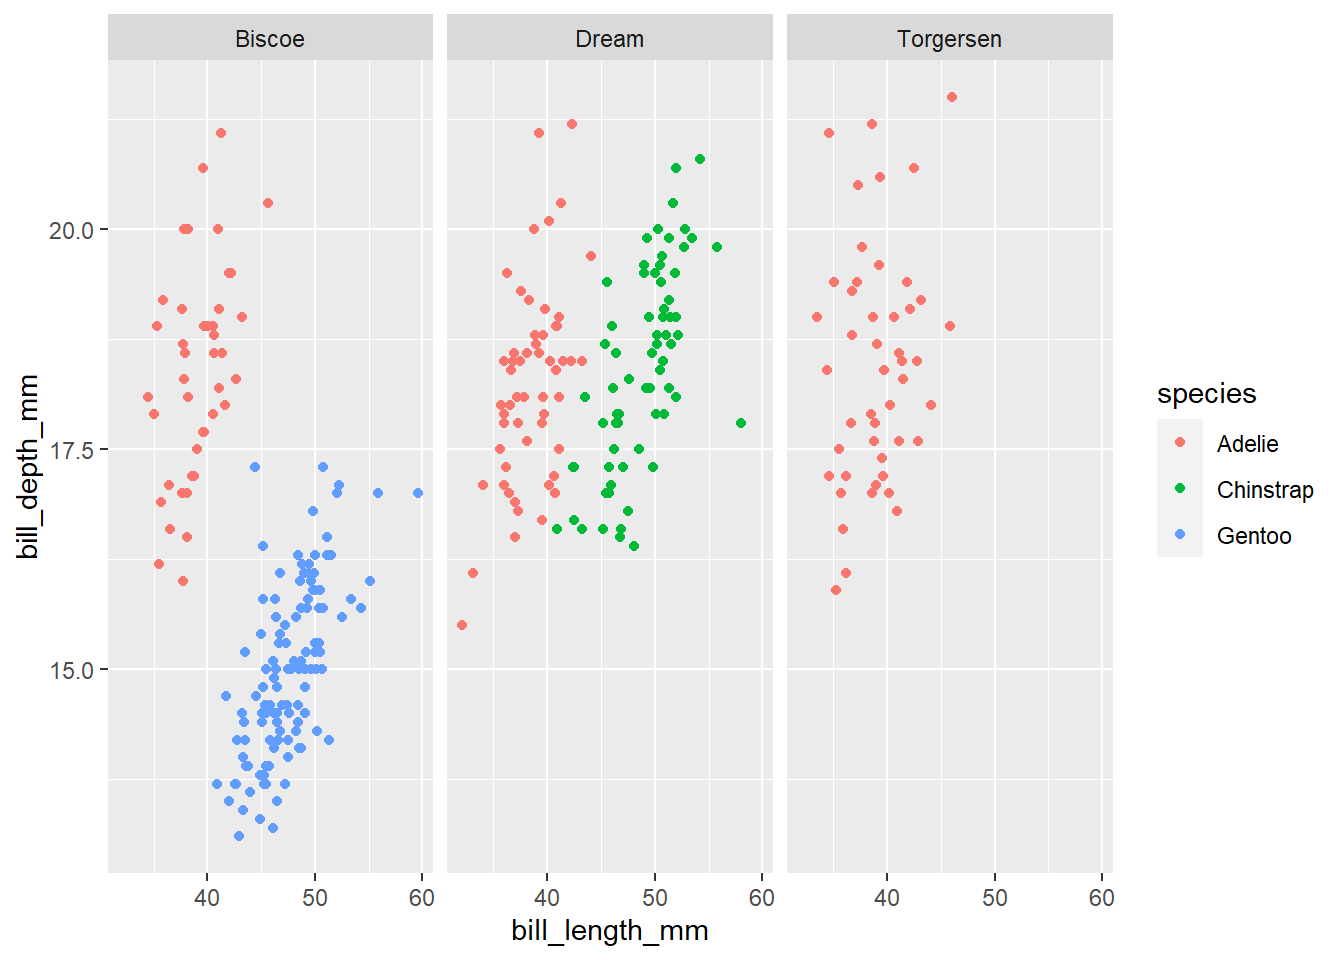 Biscoe
Dream
Torgersen
20.0
17.5
15.0
bill_depth_mm
40 50 60
40 50 60
40 50 60
bill_length_mm
species
Adelie
Chinstrap
Gentoo